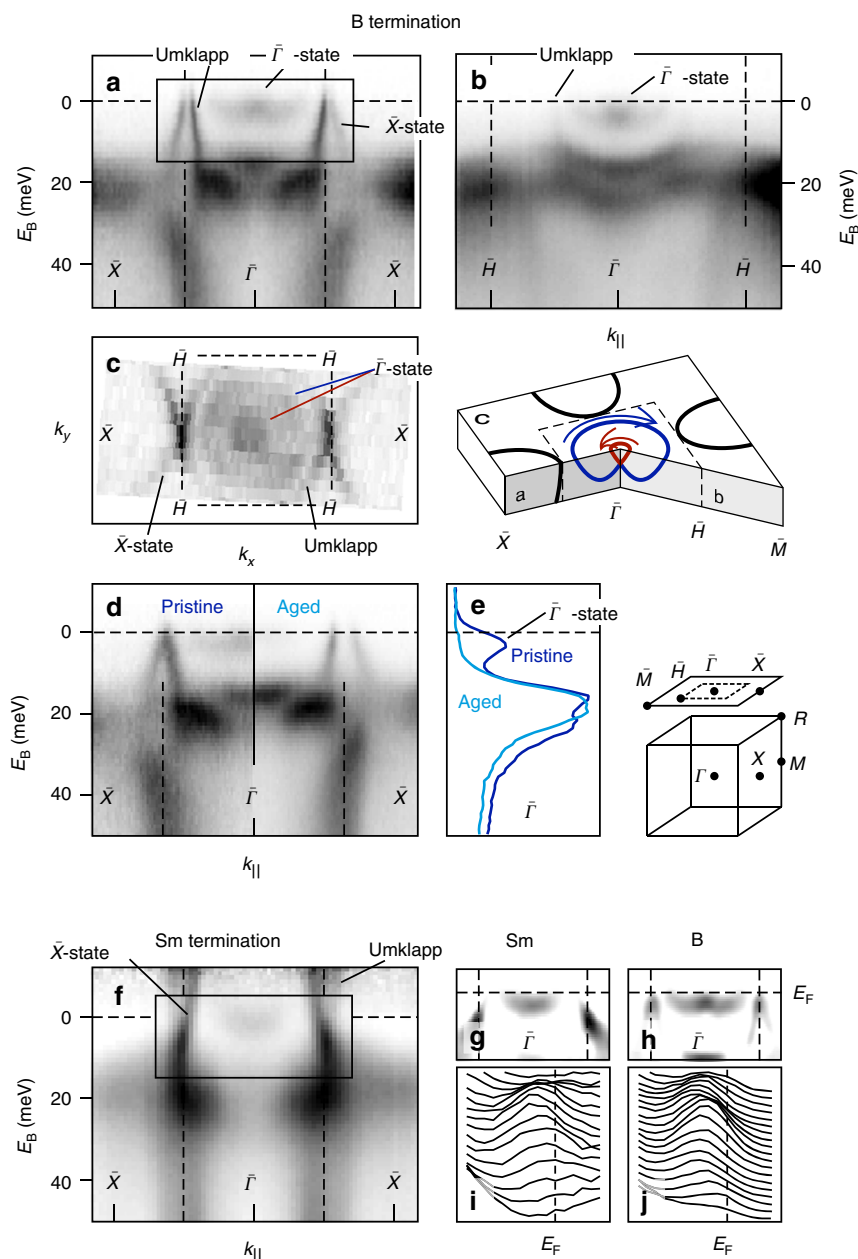 B termination
Umklapp
Γ̄ -state
a
X̄-state
0
20
40
E_B (meV)
X̄
Γ̄
X̄
Umklapp
Γ̄ -state
b
0
20
40
E_B (meV)
H̄
Γ̄
H̄
k_||
c
H̄
H̄
Γ̄-state
k_y
X̄
X̄
H̄
H̄
X̄-state
Umklapp
k_x
C
a
b
X̄
Γ̄
H̄
M̄
d
Pristine
Aged
0
20
40
E_B (meV)
X̄
Γ̄
X̄
k_||
e
Γ̄ -state
Pristine
Aged
Γ̄
M̄
H̄
Γ̄
X̄
R
X
M
Γ
X̄-state
Sm termination
Umklapp
f
0
20
40
E_B (meV)
X̄
Γ̄
X̄
k_||
Sm
B
E_F
g
Γ̄
h
Γ̄
i
j
E_F
E_F